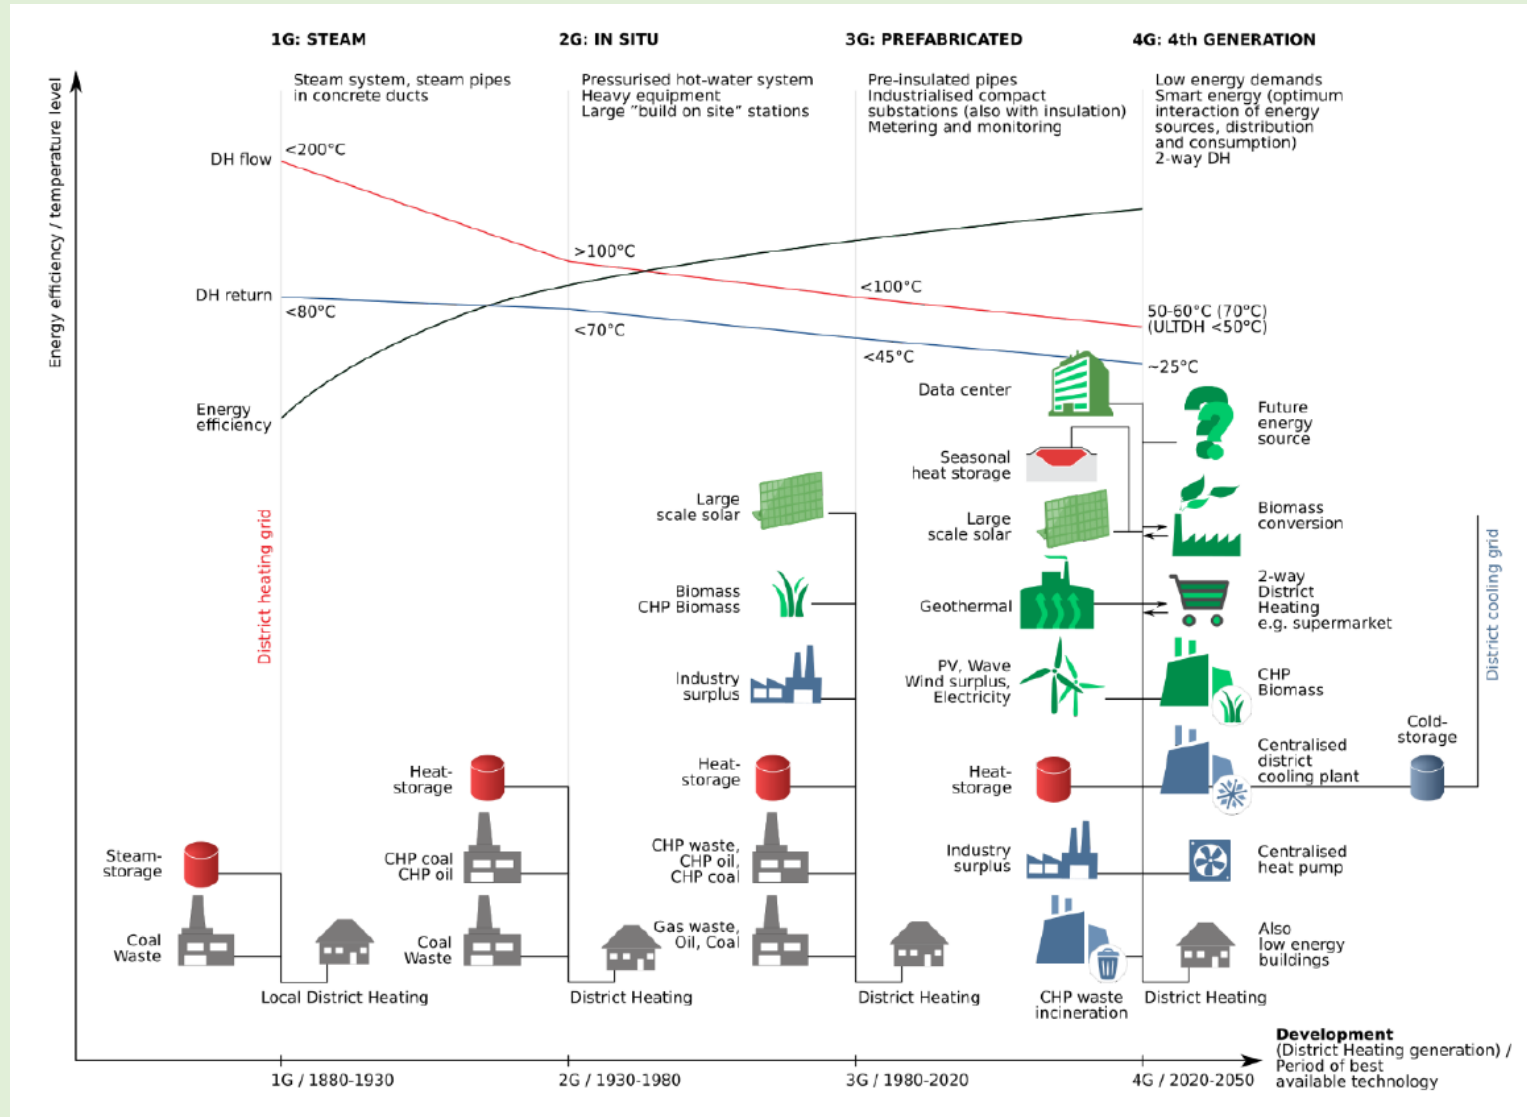 1G: STEAM
Steam system, steam pipes
in concrete ducts
2G: IN SITU
Pressurised hot-water system
Heavy equipment
Large "build on site" stations
3G: PREFABRICATED
Pre-insulated pipes
Industrialised compact
substations (also with insulation)
Metering and monitoring
4G: 4th GENERATION
Low energy demands
Smart energy (optimum
interaction of energy
sources, distribution
and consumption)
2-way DH
Energy efficiency / temperature level
DH flow
<200°C
>100°C
<100°C
50-60°C (70°C)
(ULTDH <50°C)
DH return
<80°C
<70°C
<45°C
~25°C
Energy
efficiency
District heating grid
Steam-
storage
Coal
Waste
Local District Heating
Heat-
storage
CHP coal
CHP oil
Coal
Waste
District Heating
Large
scale solar
Biomass
CHP Biomass
Industry
surplus
Heat-
storage
CHP waste,
CHP oil,
CHP coal
Gas waste,
Oil, Coal
District Heating
Data center
Seasonal
heat storage
Large
scale solar
Geothermal
PV, Wave
Wind surplus,
Electricity
Heat-
storage
Industry
surplus
CHP waste
incineration
District Heating
Future
energy
source
Biomass
conversion
2-way
District
Heating
e.g. supermarket
CHP
Biomass
Centralised
district
cooling plant
Centralised
heat pump
Also
low energy
buildings
Cold-
storage
District cooling grid
1G / 1880-1930
2G / 1930-1980
3G / 1980-2020
4G / 2020-2050
Development
(District Heating generation) /
Period of best
available technology